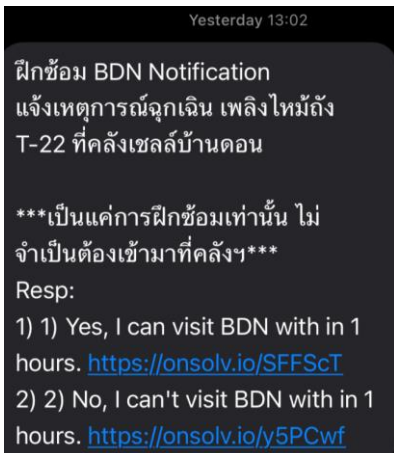 Yesterday 13:02
ฝึกซ้อม BDN Notification
แจ้งเหตุการณ์ฉุกเฉิน เพลิงไหม้ถัง
T-22 ที่คลังเชลล์บ้านดอน
***เป็นแค่การฝึกซ้อมเท่านั้น ไม่
จำเป็นต้องเข้ามาที่คลังฯ***
Resp:
1) 1) Yes, I can visit BDN with in 1
hours. https://onsolv.io/SFFScT
2) 2) No, I can't visit BDN with in 1
hours. https://onsolv.io/y5PCwf